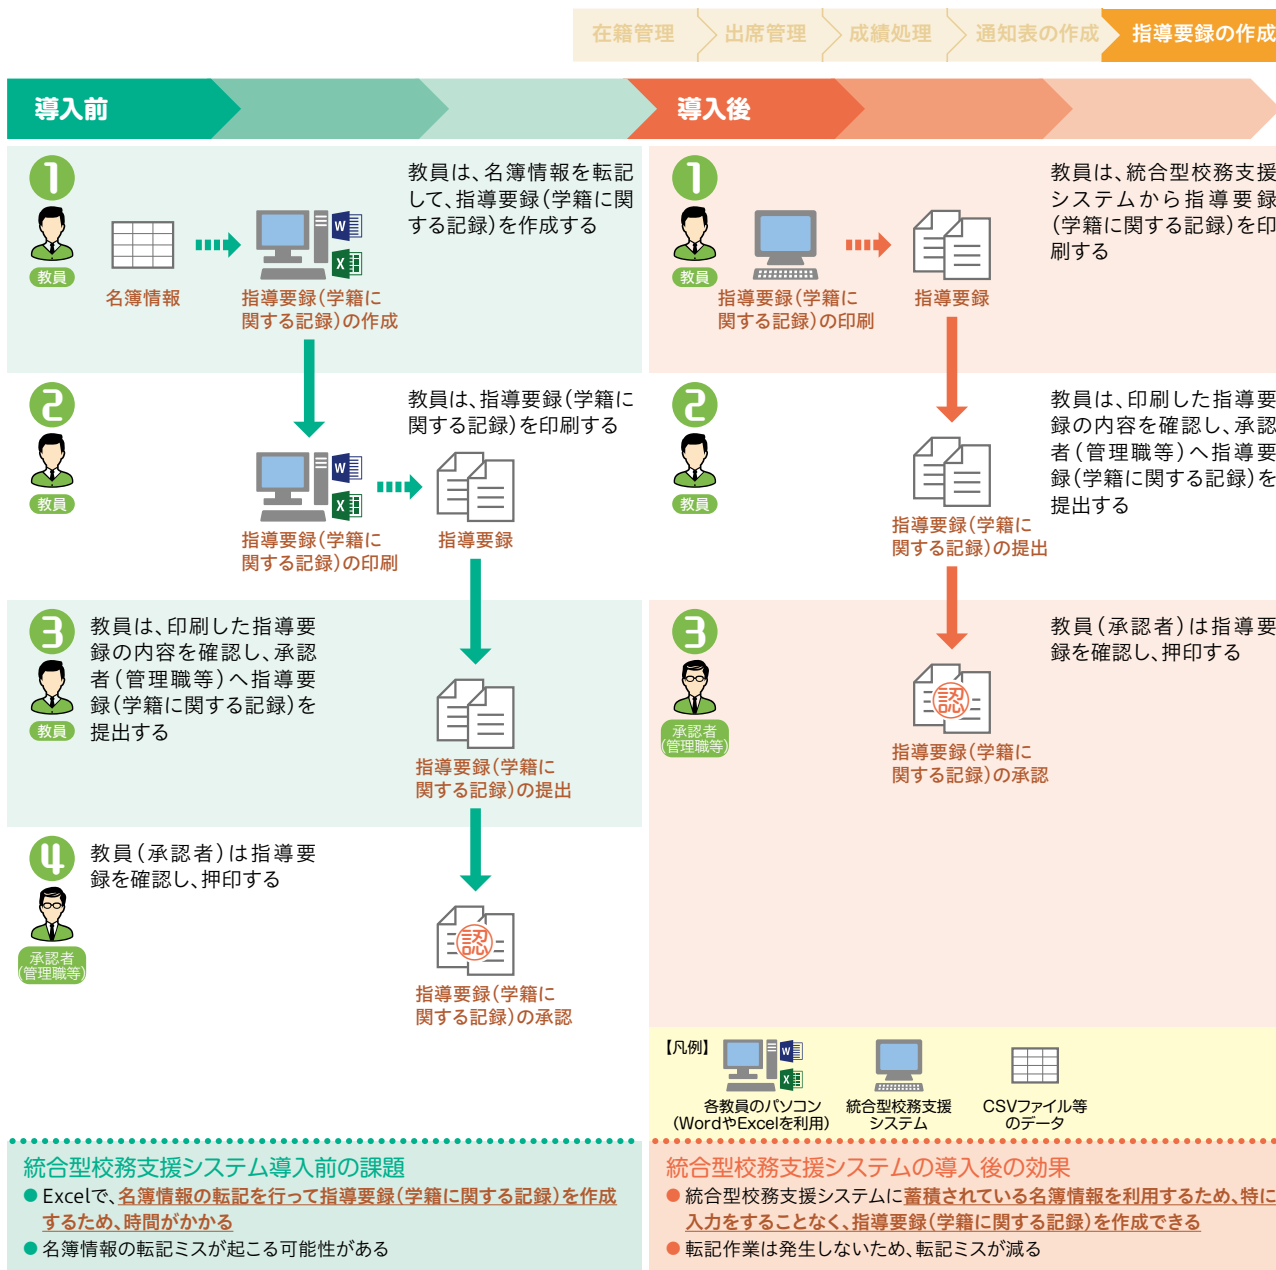 在籍管理
出席管理
成績処理
通知表の作成
指導要録の作成
導入前
1
教員
名簿情報
指導要録(学籍に
関する記録)の作成
教員は、名簿情報を転記
して、指導要録(学籍に関
する記録)を作成する
2
教員
指導要録(学籍に
関する記録)の印刷
指導要録
教員は、指導要録(学籍に
関する記録)を印刷する
3
教員
教員は、印刷した指導要
録の内容を確認し、承認
者(管理職等)へ指導要
録(学籍に関する記録)を
提出する
指導要録(学籍に
関する記録)の提出
4
承認者
(管理職等)
教員(承認者)は指導要
録を確認し、押印する
認
指導要録(学籍に
関する記録)の承認
導入後
1
教員
指導要録(学籍に
関する記録)の印刷
指導要録
教員は、統合型校務支援
システムから指導要録
(学籍に関する記録)を印
刷する
2
教員
指導要録(学籍に
関する記録)の提出
教員は、印刷した指導要
録の内容を確認し、承認
者(管理職等)へ指導要
録(学籍に関する記録)を
提出する
3
承認者
(管理職等)
認
指導要録(学籍に
関する記録)の承認
教員(承認者)は指導要
録を確認し、押印する
【凡例】
各教員のパソコン
(WordやExcelを利用)
統合型校務支援
システム
CSVファイル等
のデータ
統合型校務支援システム導入前の課題
● Excelで、名簿情報の転記を行って指導要録(学籍に関する記録)を作成
するため、時間がかかる
● 名簿情報の転記ミスが起こる可能性がある
統合型校務支援システムの導入後の効果
● 統合型校務支援システムに蓄積されている名簿情報を利用するため、特に
入力をすることなく、指導要録(学籍に関する記録)を作成できる
● 転記作業は発生しないため、転記ミスが減る